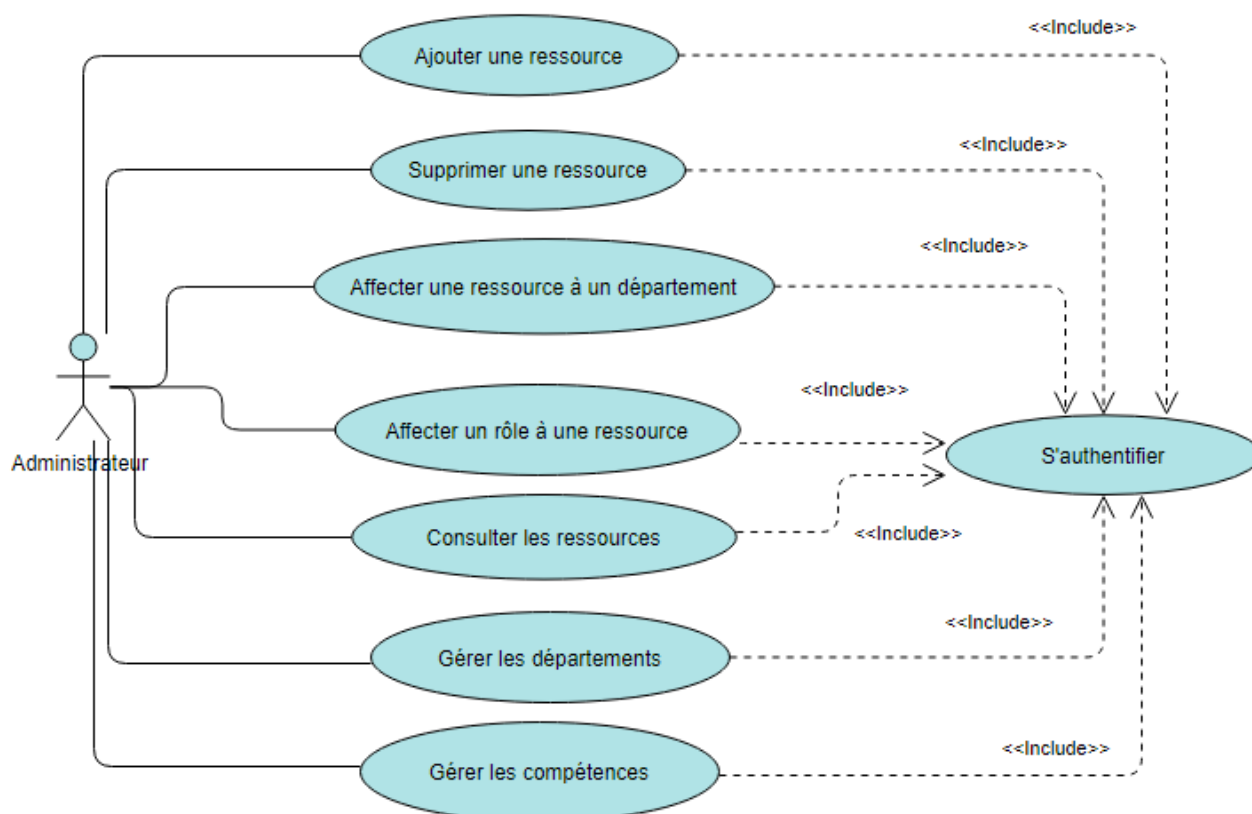 <<Include>>
Ajouter une ressource
<<Include>>
Supprimer une ressource
<<Include>>
Affecter une ressource à un département
<<Include>>
Affecter un rôle à une ressource
S'authentifier
Administrateur
Consulter les ressources
<<Include>>
<<Include>>
Gérer les départements
<<Include>>
Gérer les compétences